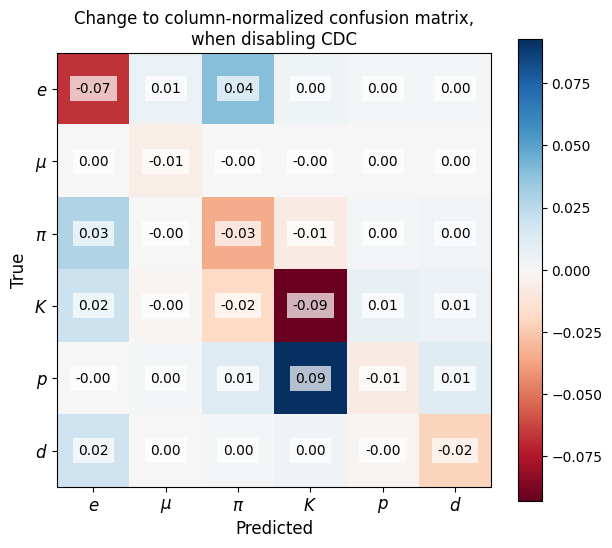 Change to column-normalized confusion matrix,
when disabling CDC
True
e -0.07 0.01 0.04 0.00 0.00 0.00
μ 0.00 -0.01 -0.00 -0.00 0.00 0.00
π 0.03 -0.00 -0.03 -0.01 0.00 0.00
K 0.02 -0.00 -0.02 -0.09 0.01 0.01
p -0.00 0.00 0.01 0.09 -0.01 0.01
d 0.02 0.00 0.00 0.00 -0.00 -0.02
e μ π K p d
Predicted
0.075
0.050
0.025
0.000
−0.025
−0.050
−0.075